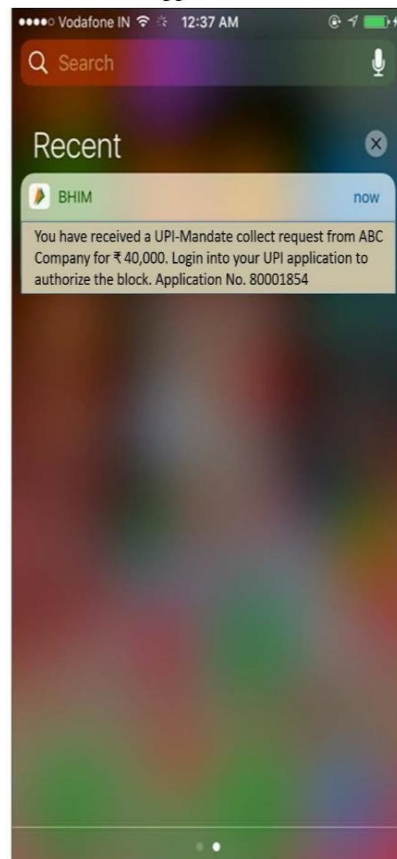 Vodafone IN 12:37 AM
Search
Recent
BHIM now
You have received a UPI-Mandate collect request from ABC
Company for ₹ 40,000. Login into your UPI application to
authorize the block. Application No. 80001854